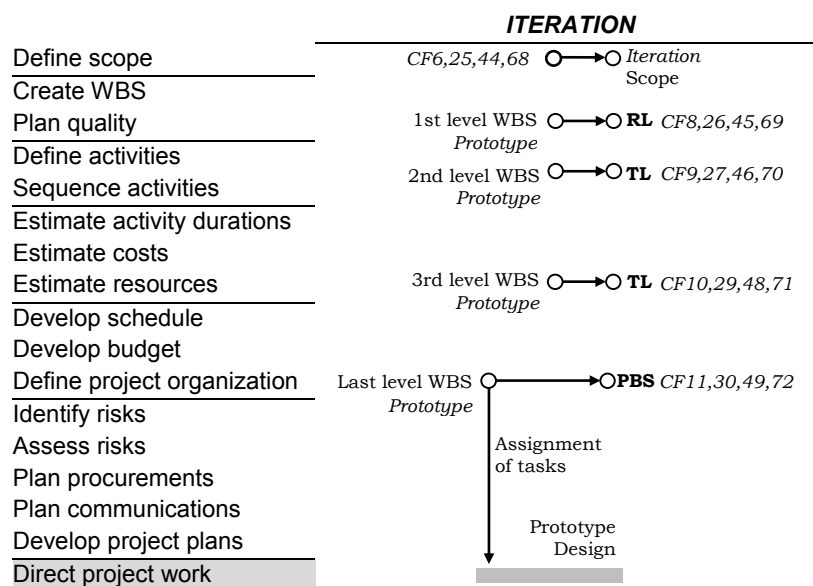 ITERATION
Define scope
CF6,25,44,68
Iteration
Scope
Create WBS
Plan quality
1st level WBS
Prototype
RL CF8,26,45,69
Define activities
Sequence activities
2nd level WBS
Prototype
TL CF9,27,46,70
Estimate activity durations
Estimate costs
Estimate resources
3rd level WBS
Prototype
TL CF10,29,48,71
Develop schedule
Develop budget
Define project organization
Last level WBS
Prototype
PBS CF11,30,49,72
Identify risks
Assess risks
Assignment
of tasks
Plan procurements
Plan communications
Develop project plans
Prototype
Design
Direct project work